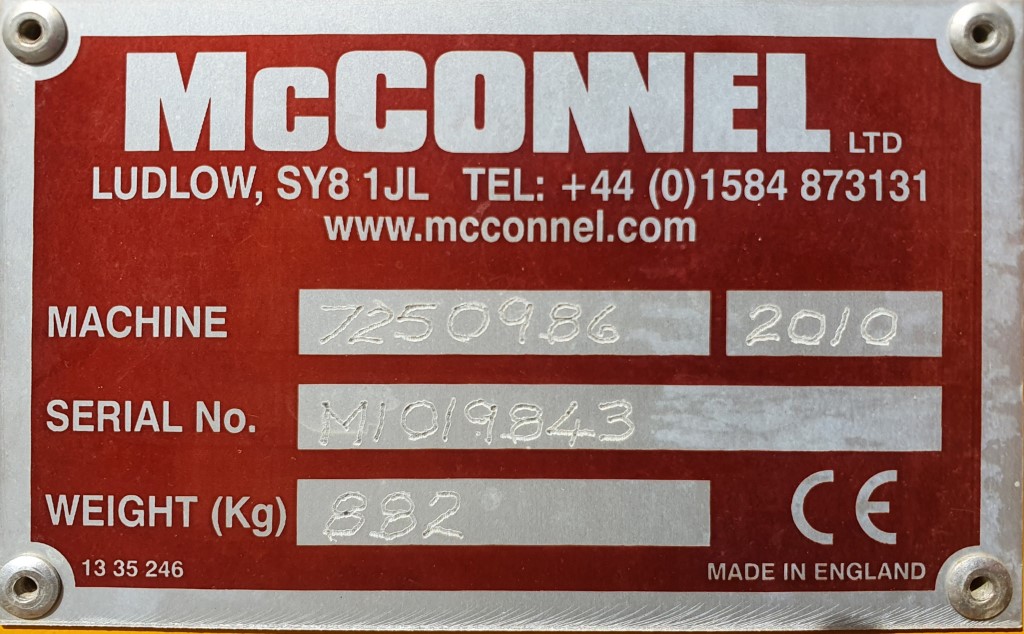 McCONNEL LTD
LUDLOW, SY8 1JL TEL: +44 (0)1584 873131
www.mcconnel.com
MACHINE 7250986 2010
SERIAL No. M1019843
WEIGHT (Kg) 882
CE
13 35 246 MADE IN ENGLAND